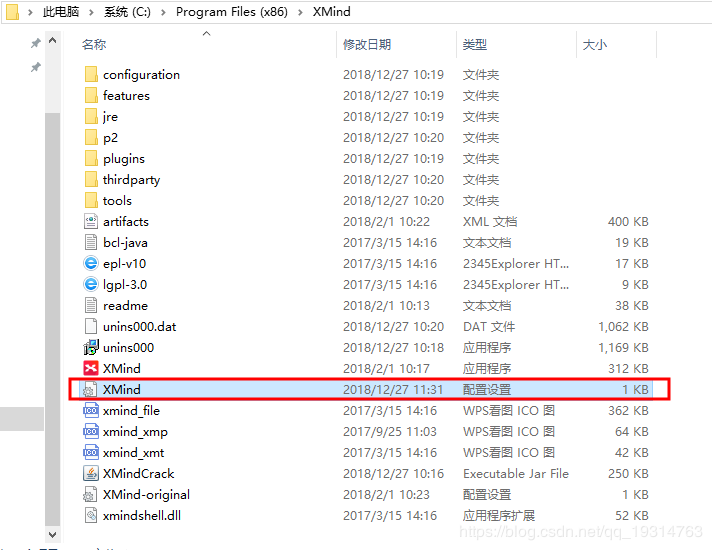 此电脑 > 系统 (C:) > Program Files (x86) > XMind
名称 修改日期 类型 大小
configuration 2018/12/27 10:19 文件夹
features 2018/12/27 10:19 文件夹
jre 2018/12/27 10:19 文件夹
p2 2018/12/27 10:20 文件夹
plugins 2018/12/27 10:19 文件夹
thirdparty 2018/12/27 10:20 文件夹
tools 2018/12/27 10:20 文件夹
artifacts 2018/2/1 10:22 XML 文档 400 KB
bcl-java 2017/3/15 14:16 文本文档 19 KB
epl-v10 2017/3/15 14:16 2345Explorer HT... 17 KB
lgpl-3.0 2017/3/15 14:16 2345Explorer HT... 9 KB
readme 2018/2/1 10:13 文本文档 38 KB
unins000.dat 2018/12/27 10:20 DAT 文件 1,062 KB
unins000 2018/12/27 10:18 应用程序 1,169 KB
XMind 2018/2/1 10:17 应用程序 312 KB
XMind 2018/12/27 11:31 配置设置 1 KB
xmind_file 2017/3/15 14:16 WPS看图 ICO 图 362 KB
xmind_xmp 2017/9/25 11:03 WPS看图 ICO 图 64 KB
xmind_xmt 2017/3/15 14:16 WPS看图 ICO 图 42 KB
XMindCrack 2018/12/27 10:16 Executable Jar File 250 KB
XMind-original 2018/2/1 10:23 配置设置 1 KB
xmindshell.dll 2017/3/15 14:16 应用程序扩展 52 KB
https://blog.csdn.net/qq_19314763